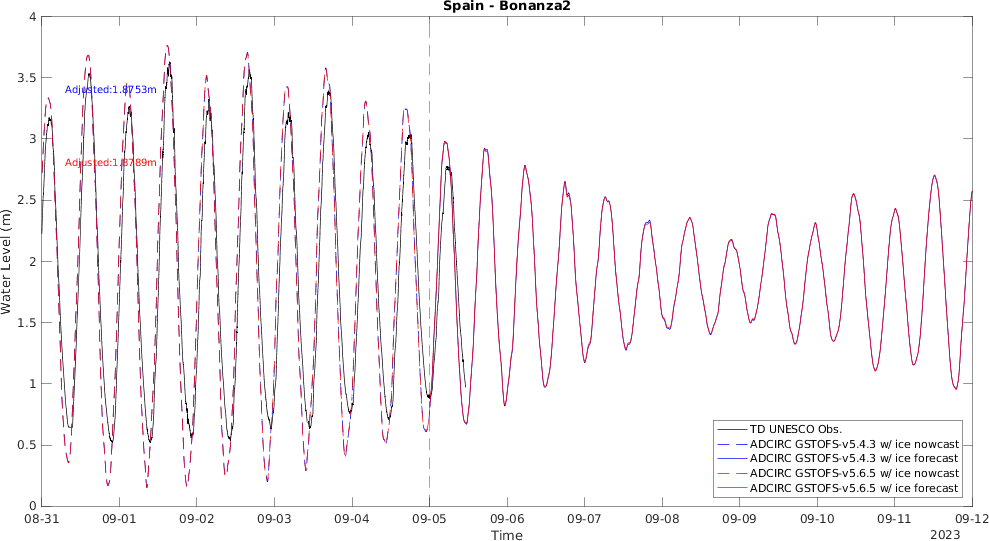 Spain - Bonanza2
Water Level (m)
4
3.5
3
2.5
2
1.5
1
0.5
0
Adjusted:1.8753m
Adjusted:1.8789m
TD UNESCO Obs.
ADCIRC GSTOFS-v5.4.3 w/ ice nowcast
ADCIRC GSTOFS-v5.4.3 w/ ice forecast
ADCIRC GSTOFS-v5.6.5 w/ ice nowcast
ADCIRC GSTOFS-v5.6.5 w/ ice forecast
08-31 09-01 09-02 09-03 09-04 09-05 09-06 09-07 09-08 09-09 09-10 09-11 09-12
Time
2023